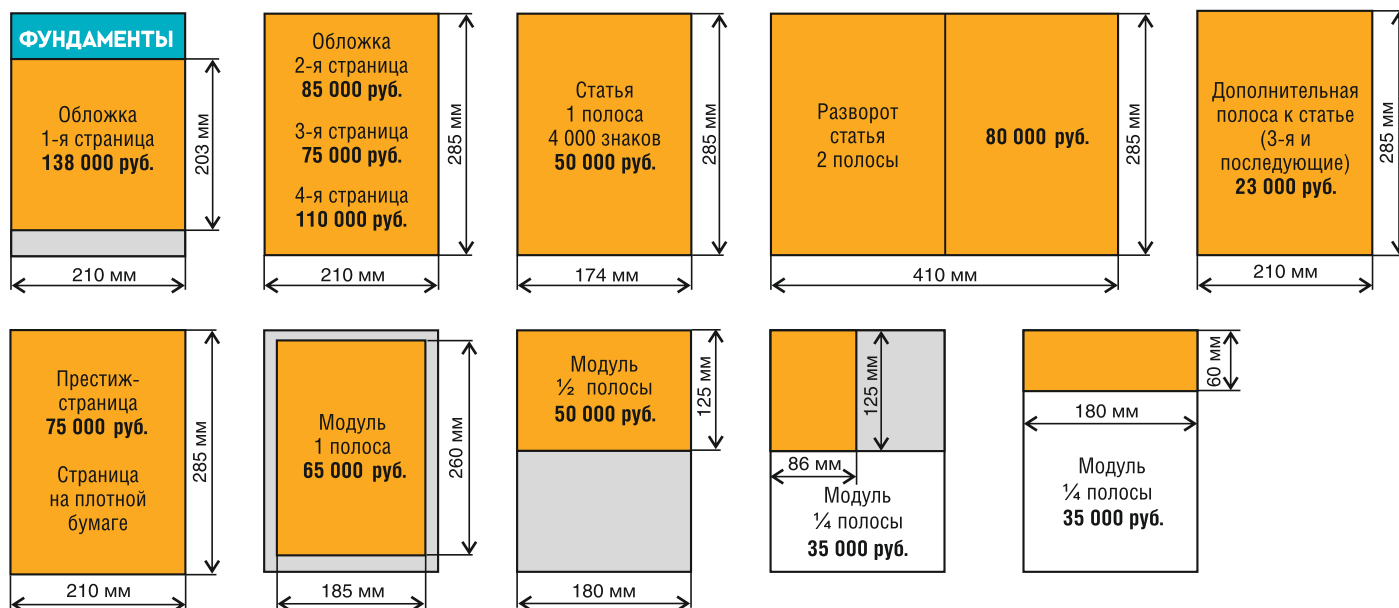 ФУНДАМЕНТЫ
Обложка
1-я страница
138 000 руб.
203 мм
210 мм
Обложка
2-я страница
85 000 руб.
3-я страница
75 000 руб.
4-я страница
110 000 руб.
285 мм
210 мм
Статья
1 полоса
4 000 знаков
50 000 руб.
285 мм
174 мм
Разворот
статья
2 полосы
80 000 руб.
285 мм
410 мм
Дополнительная
полоса к статье
(3-я и
последующие)
23 000 руб.
285 мм
210 мм
Престиж-
страница
75 000 руб.
Страница
на плотной
бумаге
285 мм
210 мм
Модуль
1 полоса
65 000 руб.
260 мм
185 мм
Модуль
½ полосы
50 000 руб.
125 мм
180 мм
125 мм
86 мм
Модуль
¼ полосы
35 000 руб.
60 мм
180 мм
Модуль
¼ полосы
35 000 руб.